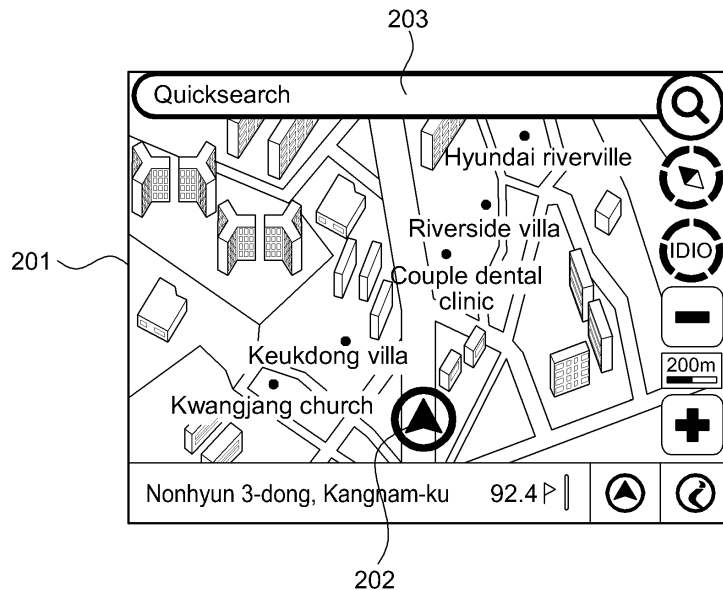 203
Quicksearch
Hyundai riverville
Riverside villa
IDIO
201
Couple dental
clinic
Keukdong villa
200m
Kwangjang church
Nonhyun 3-dong, Kangnam-ku 92.4
202